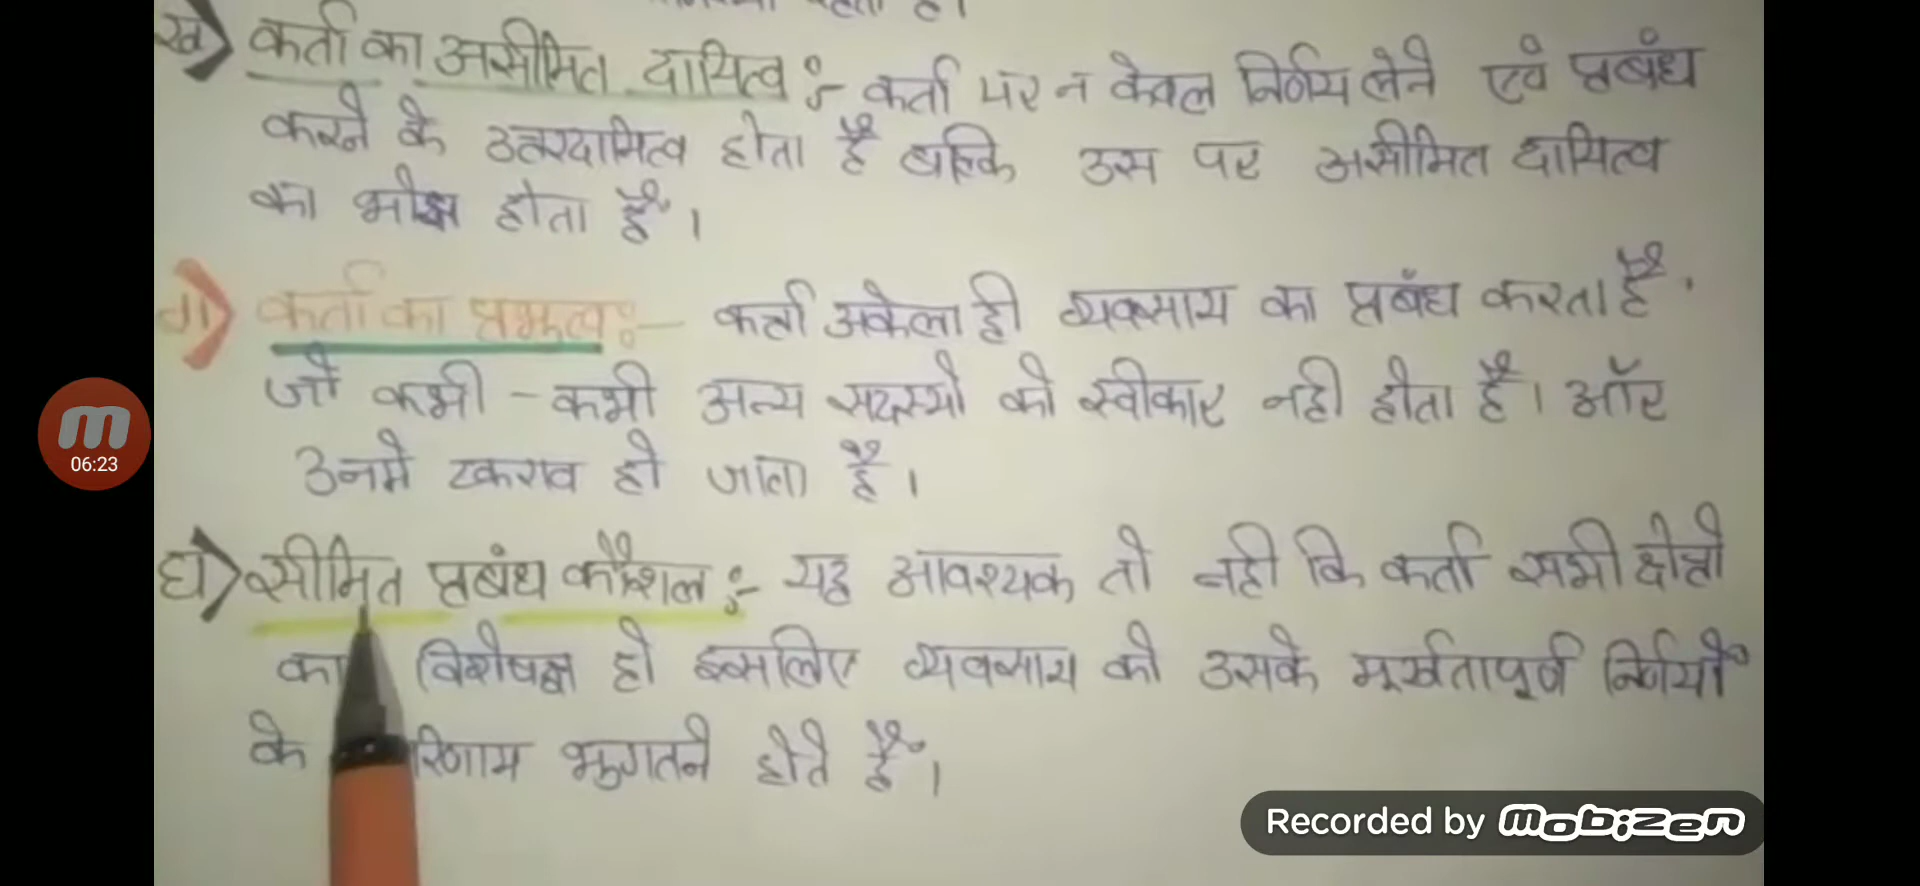 ख) कर्ता का असीमित दायित्व :- कर्ता पर न केवल निर्णय लेने एवं प्रबंध
करने के उत्तरदायित्व होता है बल्कि उस पर असीमित दायित्व
का होता है।
ग) कर्ता का प्रभुत्व :- कर्ता अकेला ही व्यवसाय का प्रबंध करता है।
जो कभी - कभी अन्य सदस्यो को स्वीकार नही होता है। और
उनमे टकराव हो जाता है।
घ) सीमित प्रबंध कौशल :- यह आवश्यक तो नही कि कर्ता सभी क्षेत्रो
का विशेषज्ञ हो इसलिए व्यवसाय को उसके मूर्खतापूर्ण निर्णयों
के रिणाम भुगतने होते हैं।
06:23
Recorded by mobizen